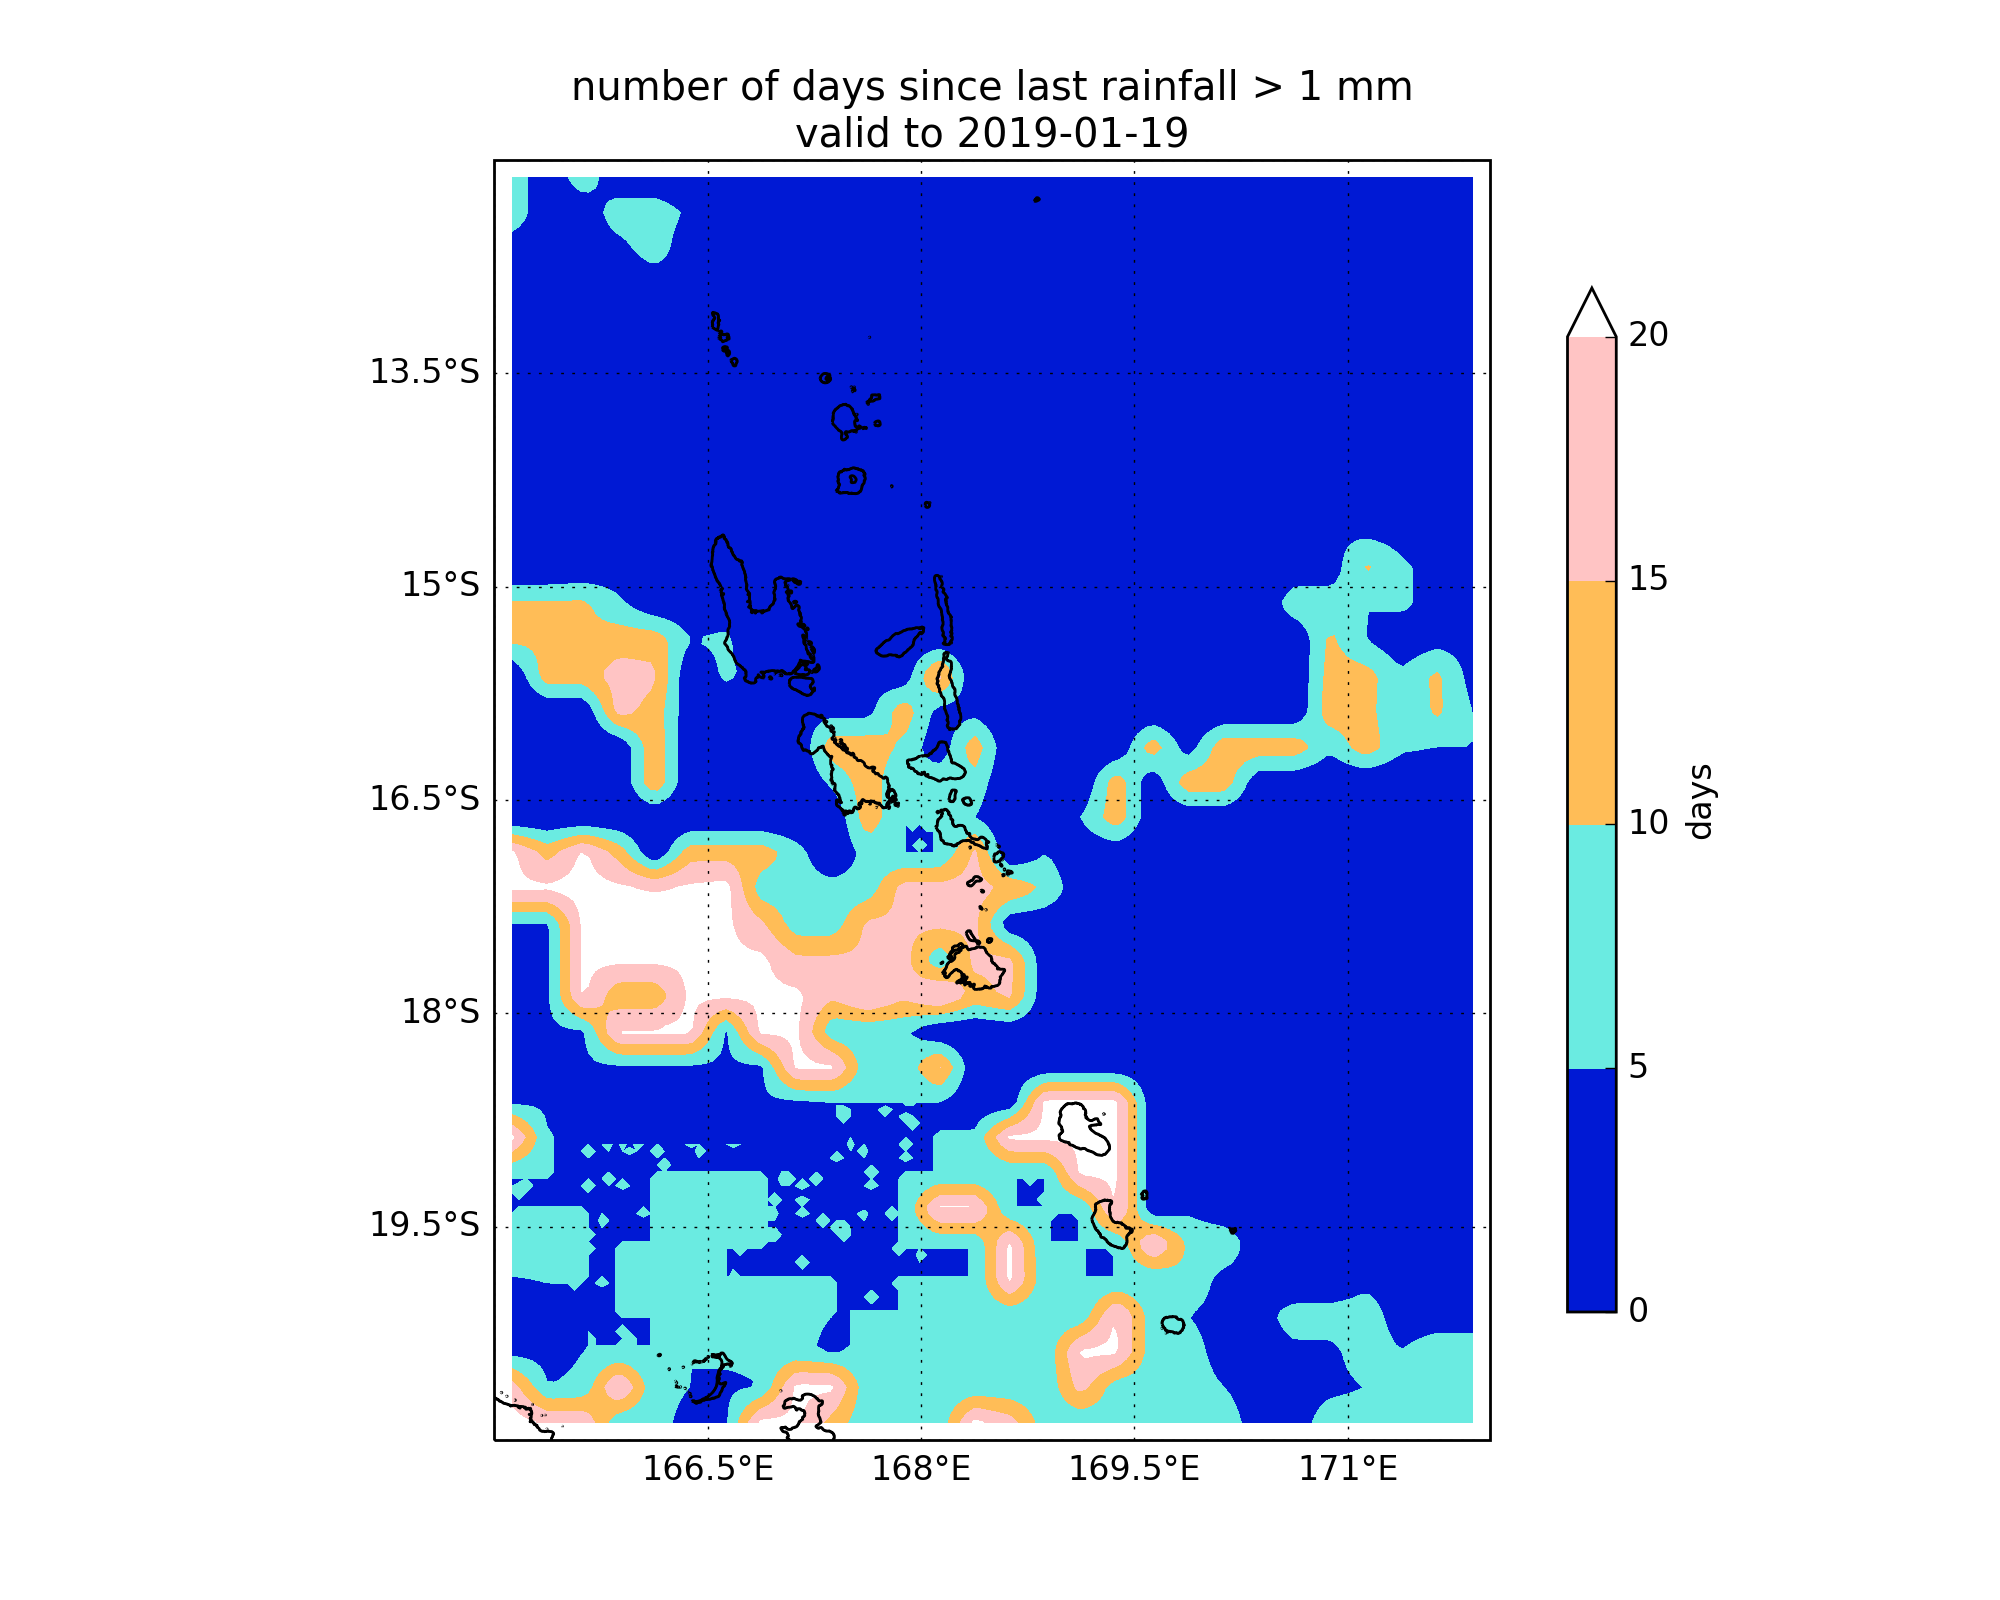 number of days since last rainfall > 1 mm
valid to 2019-01-19
13.5°S
15°S
16.5°S
18°S
19.5°S
166.5°E
168°E
169.5°E
171°E
20
15
10
5
0
days